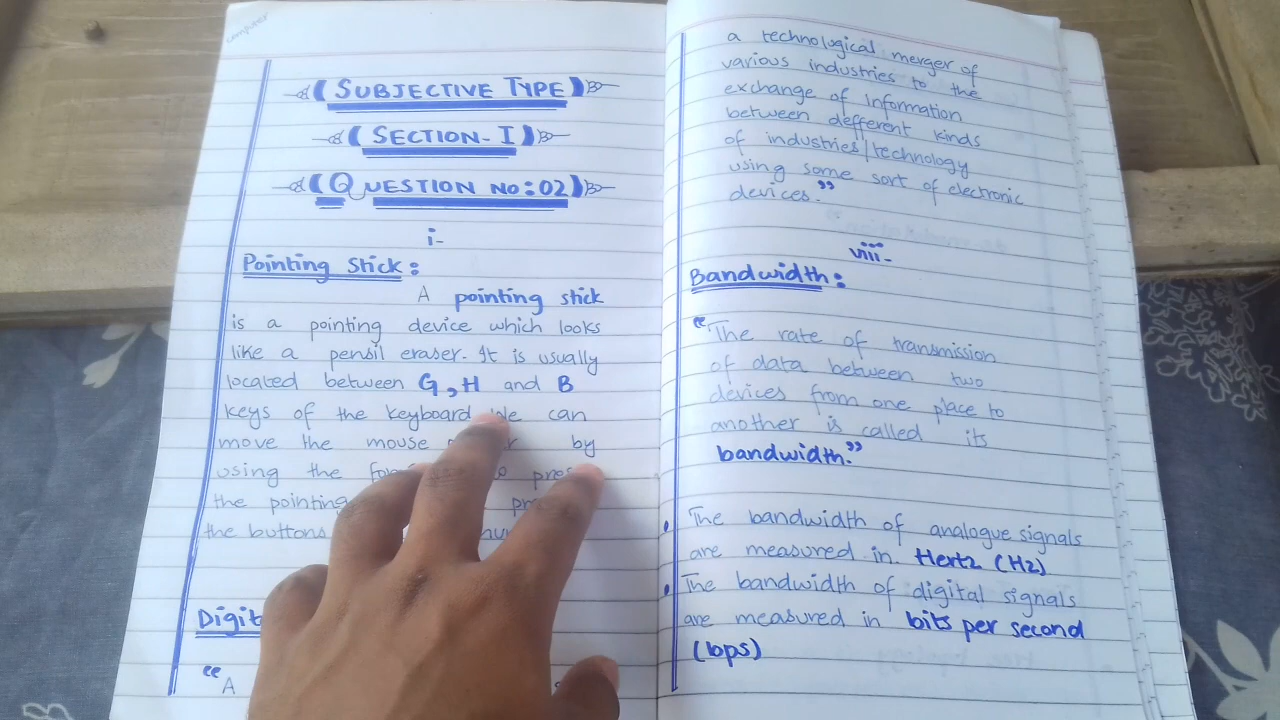 computer
SUBJECTIVE TYPE
SECTION-I
QUESTION NO:02
i-
Pointing Stick:
A pointing stick
is a pointing device which looks
like a pensil eraser. It is usually
located between G, H and B
keys of the keyboard We can
move the mouse by
using the
the pointing
the buttons
"A
a technological merger of
various industries to the
exchange of Information
between defferent kinds
of industries/technology
using some sort of electronic
devices."
viii-
Bandwidth:
"The rate of transmission
of data between two
devices from one place to
another is called its
bandwidth."
• The bandwidth of analogue signals
are measured in. Hertz (Hz)
• The bandwidth of digital signals
are measured in bits per second
(bps)